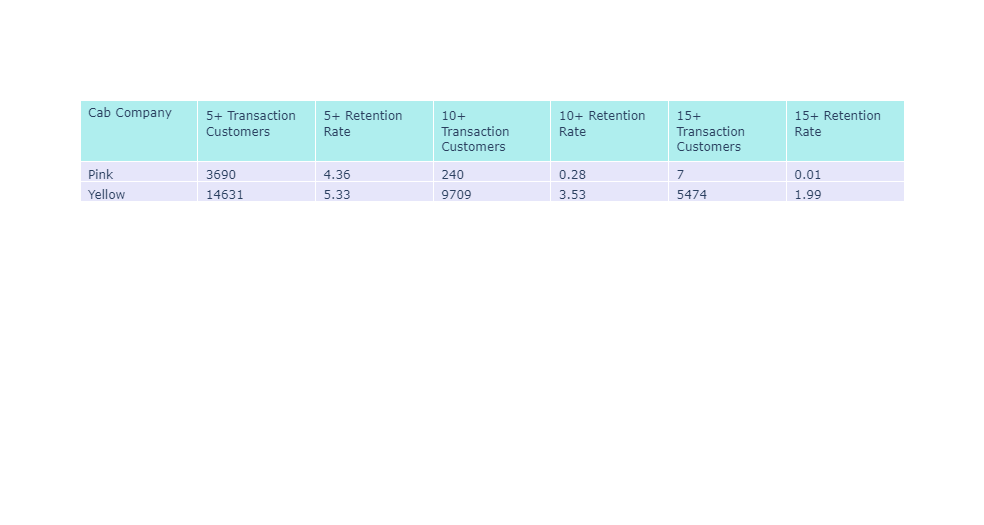 Cab Company 5+ Transaction Customers 5+ Retention Rate 10+ Transaction Customers 10+ Retention Rate 15+ Transaction Customers 15+ Retention Rate
Pink 3690 4.36 240 0.28 7 0.01
Yellow 14631 5.33 9709 3.53 5474 1.99